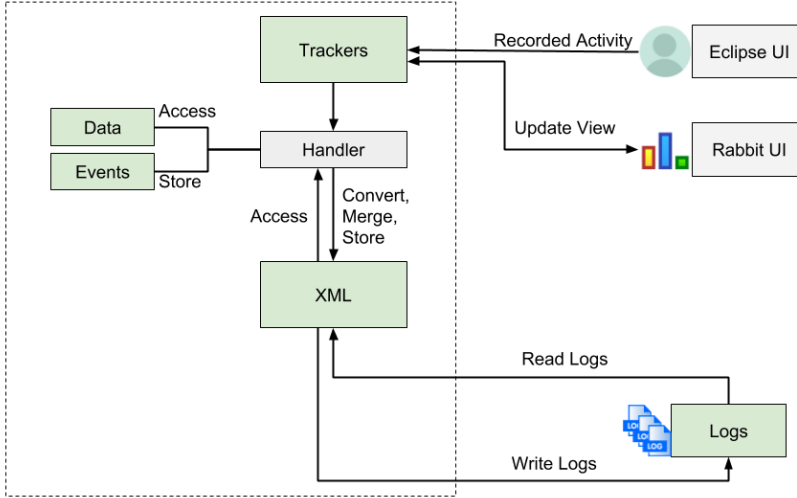 Trackers
Recorded Activity
Eclipse UI
Update View
Rabbit UI
Access
Data
Events
Store
Handler
Access
Convert,
Merge,
Store
XML
Read Logs
LOG
Logs
Write Logs